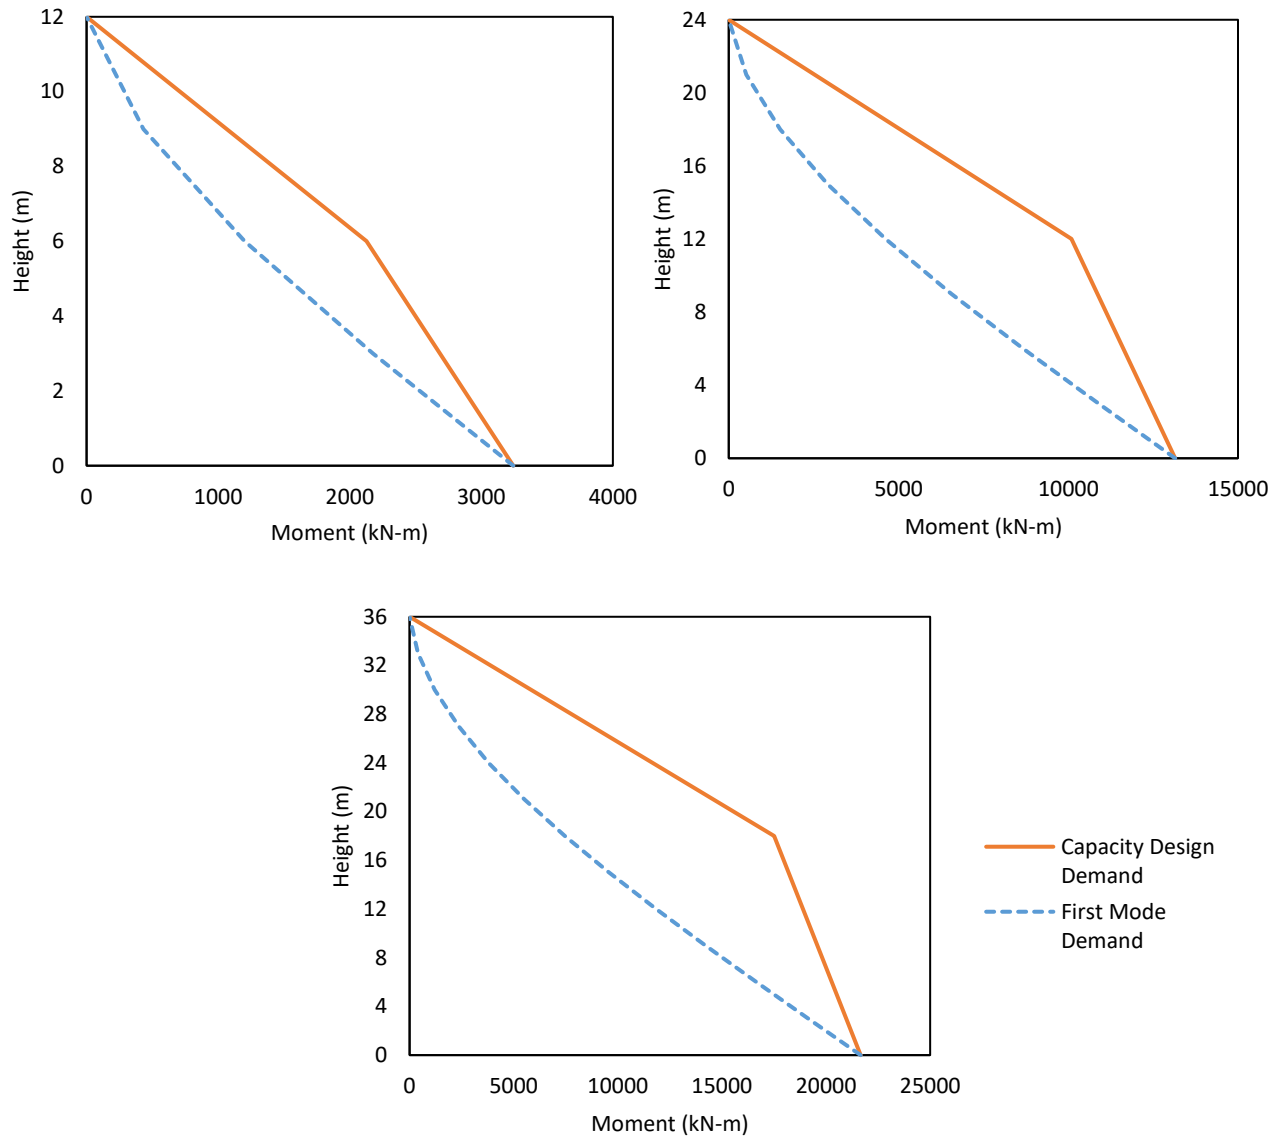 12
10
8
6
4
2
0
Height (m)
0 1000 2000 3000 4000
Moment (kN-m)
24
20
16
12
8
4
0
Height (m)
0 5000 10000 15000
Moment (kN-m)
36
32
28
24
20
16
12
8
4
0
Height (m)
0 5000 10000 15000 20000 25000
Moment (kN-m)
Capacity Design
Demand
First Mode
Demand